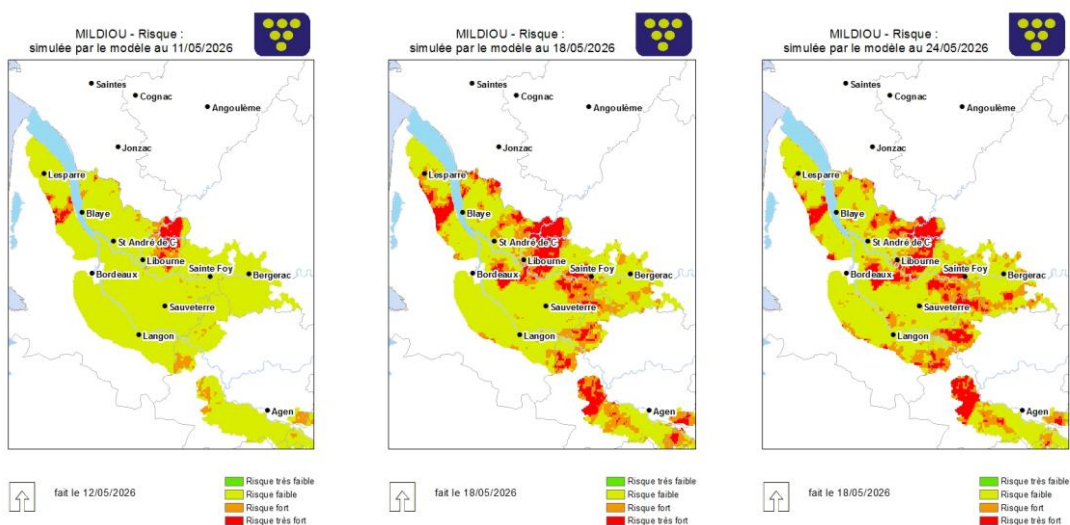 MILDIOU - Risque :
simulée par le modèle au 11/05/2026
Saintes
Cognac
Angoulême
Jonzac
Lesparre
Blaye
St André de C
Libourne
Sainte Foy
Bordeaux
Bergerac
Sauveterre
Langon
Agen
fait le 12/05/2026
Risque très faible
Risque faible
Risque fort
Risque très fort
MILDIOU - Risque :
simulée par le modèle au 18/05/2026
Saintes
Cognac
Angoulême
Jonzac
Lesparre
Blaye
St André de C
Libourne
Sainte Foy
Bordeaux
Bergerac
Sauveterre
Langon
Agen
fait le 18/05/2026
Risque très faible
Risque faible
Risque fort
Risque très fort
MILDIOU - Risque :
simulée par le modèle au 24/05/2026
Saintes
Cognac
Angoulême
Jonzac
Lesparre
Blaye
St André de C
Libourne
Sainte Foy
Bordeaux
Bergerac
Sauveterre
Langon
Agen
fait le 18/05/2026
Risque très faible
Risque faible
Risque fort
Risque très fort